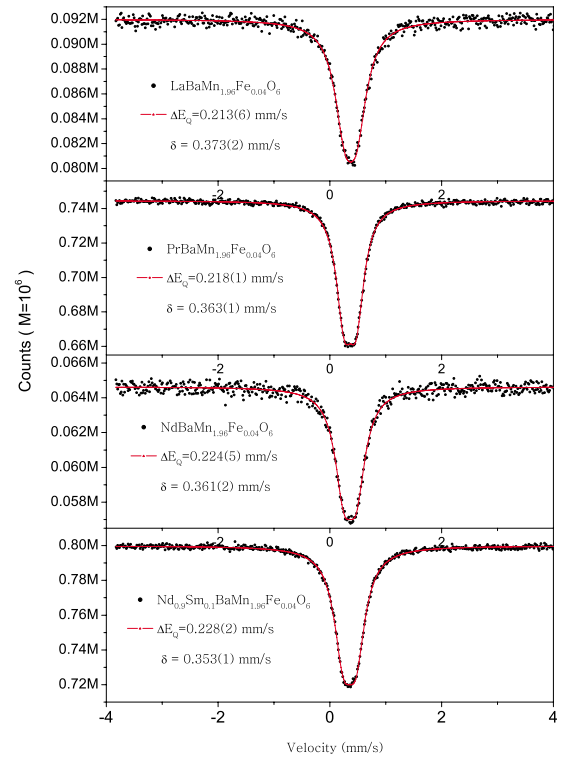 Counts ( M=10⁶)
0.092M
0.090M
0.088M
0.086M
0.084M
0.082M
0.080M
LaBaMn₁.₉₆Fe₀.₀₄O₆
ΔE_Q=0.213(6) mm/s
δ = 0.373(2) mm/s
-2 0 2
0.74M
0.72M
0.70M
0.68M
0.66M
PrBaMn₁.₉₆Fe₀.₀₄O₆
ΔE_Q=0.218(1) mm/s
δ = 0.363(1) mm/s
-2 0 2
0.066M
0.064M
0.062M
0.060M
0.058M
NdBaMn₁.₉₆Fe₀.₀₄O₆
ΔE_Q=0.224(5) mm/s
δ = 0.361(2) mm/s
-2 0 2
0.80M
0.78M
0.76M
0.74M
0.72M
Nd₀.₉Sm₀.₁BaMn₁.₉₆Fe₀.₀₄O₆
ΔE_Q=0.228(2) mm/s
δ = 0.353(1) mm/s
-4 -2 0 2 4
Velocity (mm/s)